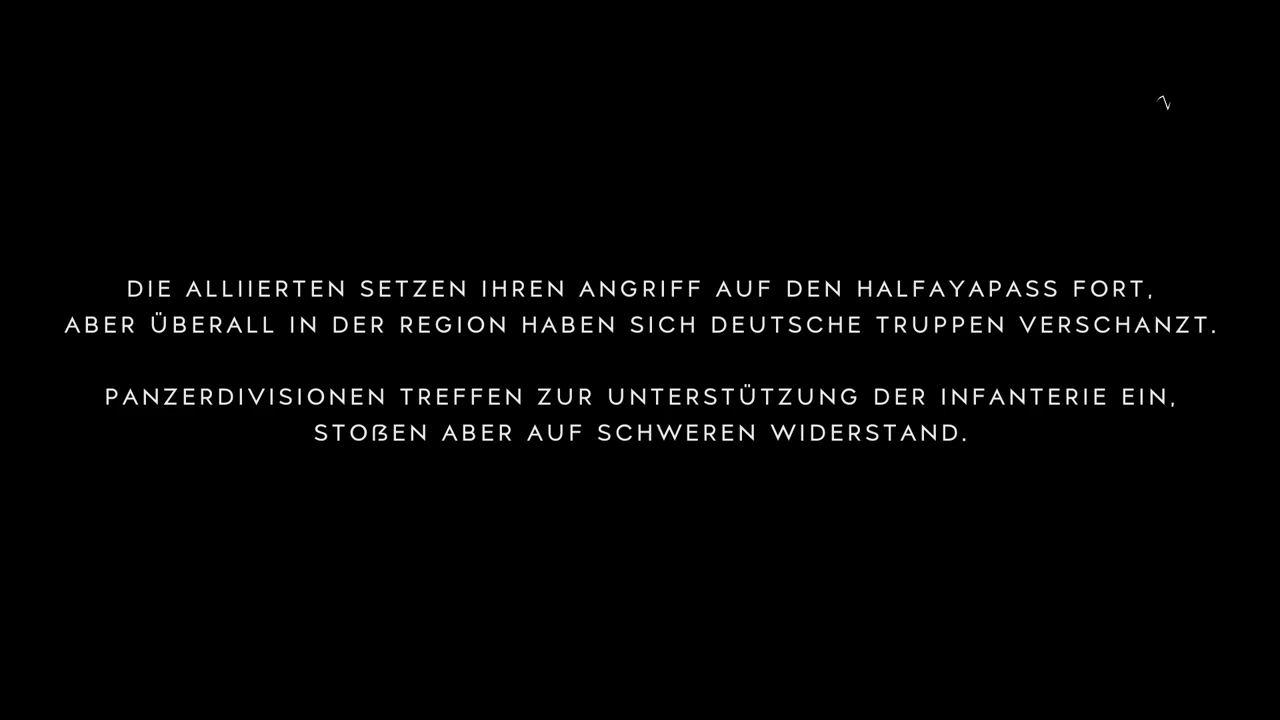 DIE ALLIIERTEN SETZEN IHREN ANGRIFF AUF DEN HALFAYAPASS FORT,
ABER ÜBERALL IN DER REGION HABEN SICH DEUTSCHE TRUPPEN VERSCHANZT.
PANZERDIVISIONEN TREFFEN ZUR UNTERSTÜTZUNG DER INFANTERIE EIN,
STOßEN ABER AUF SCHWEREN WIDERSTAND.